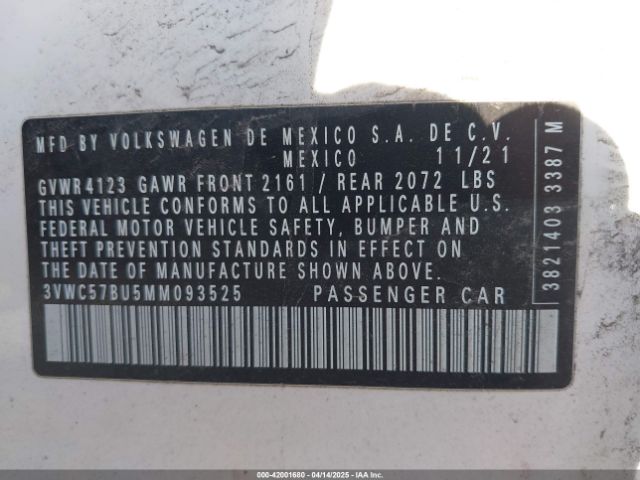 MFD BY VOLKSWAGEN DE MEXICO S.A. DE C.V.
MEXICO 11/21
GVWR 4123 GAWR FRONT 2161 / REAR 2072 LBS
THIS VEHICLE CONFORMS TO ALL APPLICABLE U.S.
FEDERAL MOTOR VEHICLE SAFETY, BUMPER AND
THEFT PREVENTION STANDARDS IN EFFECT ON
THE DATE OF MANUFACTURE SHOWN ABOVE.
3VWC57BU5MM093525 PASSENGER CAR
3821403 3387 M
000-42001680 - 04/14/2025 - IAA Inc.